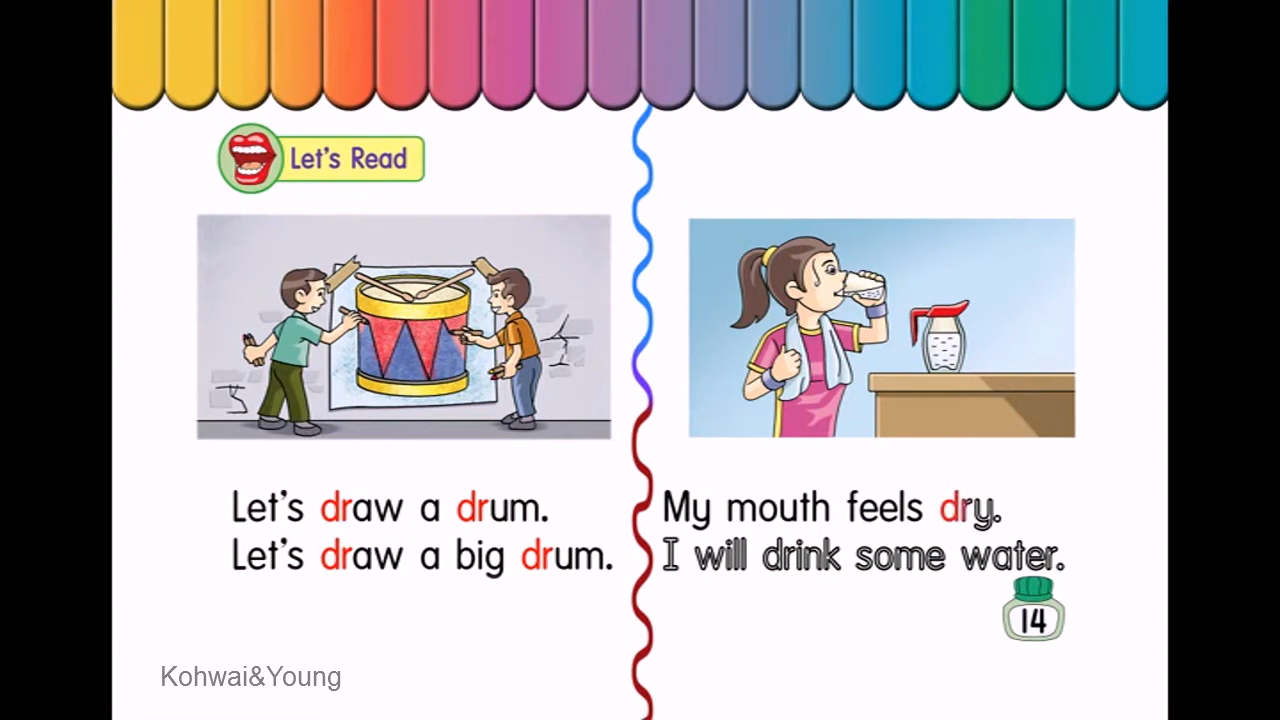 Let's Read
Let's draw a drum.
Let's draw a big drum.
My mouth feels dry.
I will drink some water.
14
Kohwai&Young